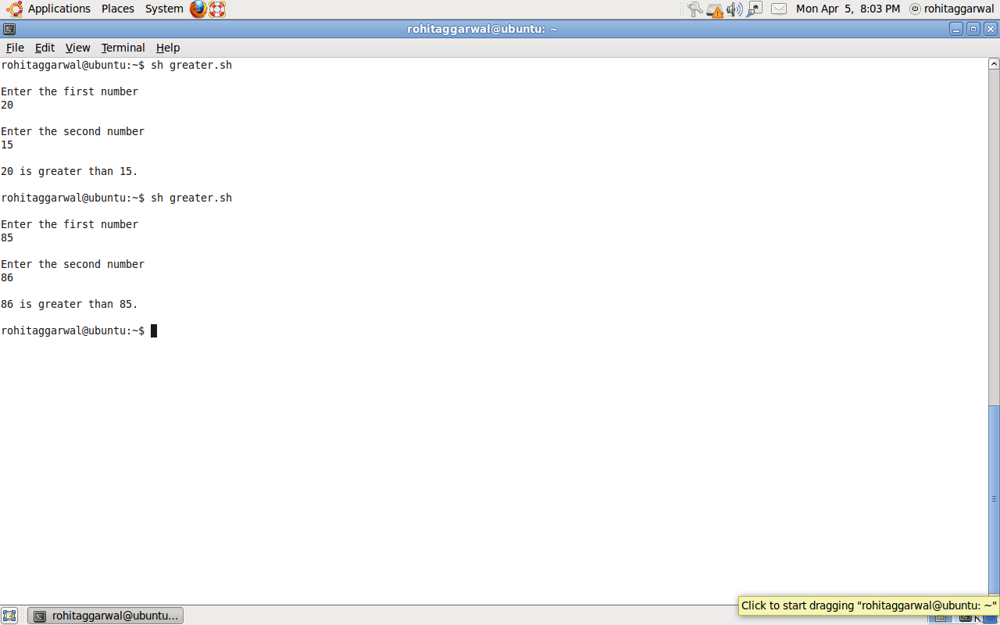 Applications Places System Mon Apr 5, 8:03 PM rohitaggarwal
rohitaggarwal@ubuntu: ~
File Edit View Terminal Help
rohitaggarwal@ubuntu:~$ sh greater.sh
Enter the first number
20
Enter the second number
15
20 is greater than 15.
rohitaggarwal@ubuntu:~$ sh greater.sh
Enter the first number
85
Enter the second number
86
86 is greater than 85.
rohitaggarwal@ubuntu:~$
Click to start dragging "rohitaggarwal@ubuntu: ~"
rohitaggarwal@ubuntu...